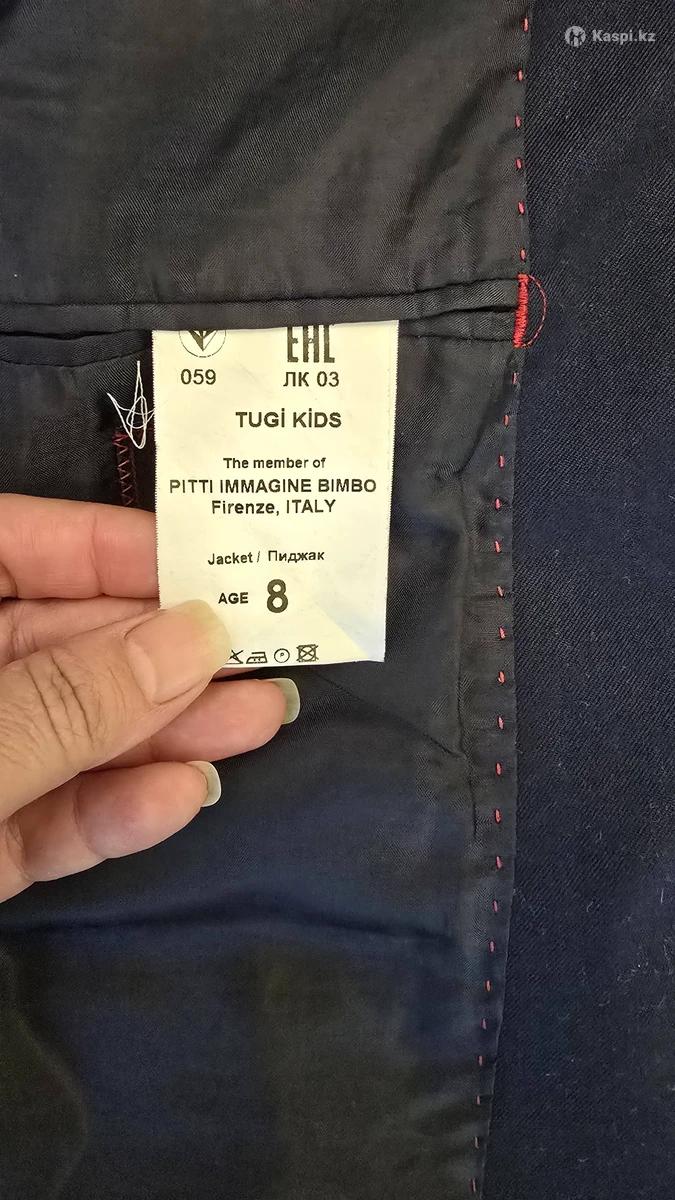 Kaspi.kz
ЕАС
059
ЛК 03
TUGİ KİDS
The member of
PITTI IMMAGINE BIMBO
Firenze, ITALY
Jacket / Пиджак
AGE 8
P